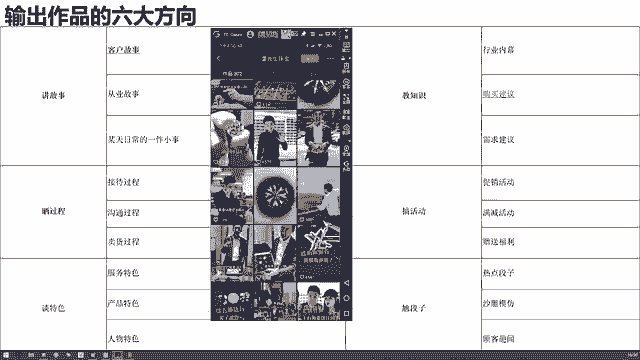 输出作品的六大方向
讲故事
客户故事
从业故事
某天日常的一件小事
晒过程
接待过程
沟通过程
卖货过程
谈特色
服务特色
产品特色
人物特色
教知识
行业内幕
购买建议
需求建议
搞活动
促销活动
满减活动
赠送福利
抛段子
热点段子
沙雕模仿
顾客趣闻